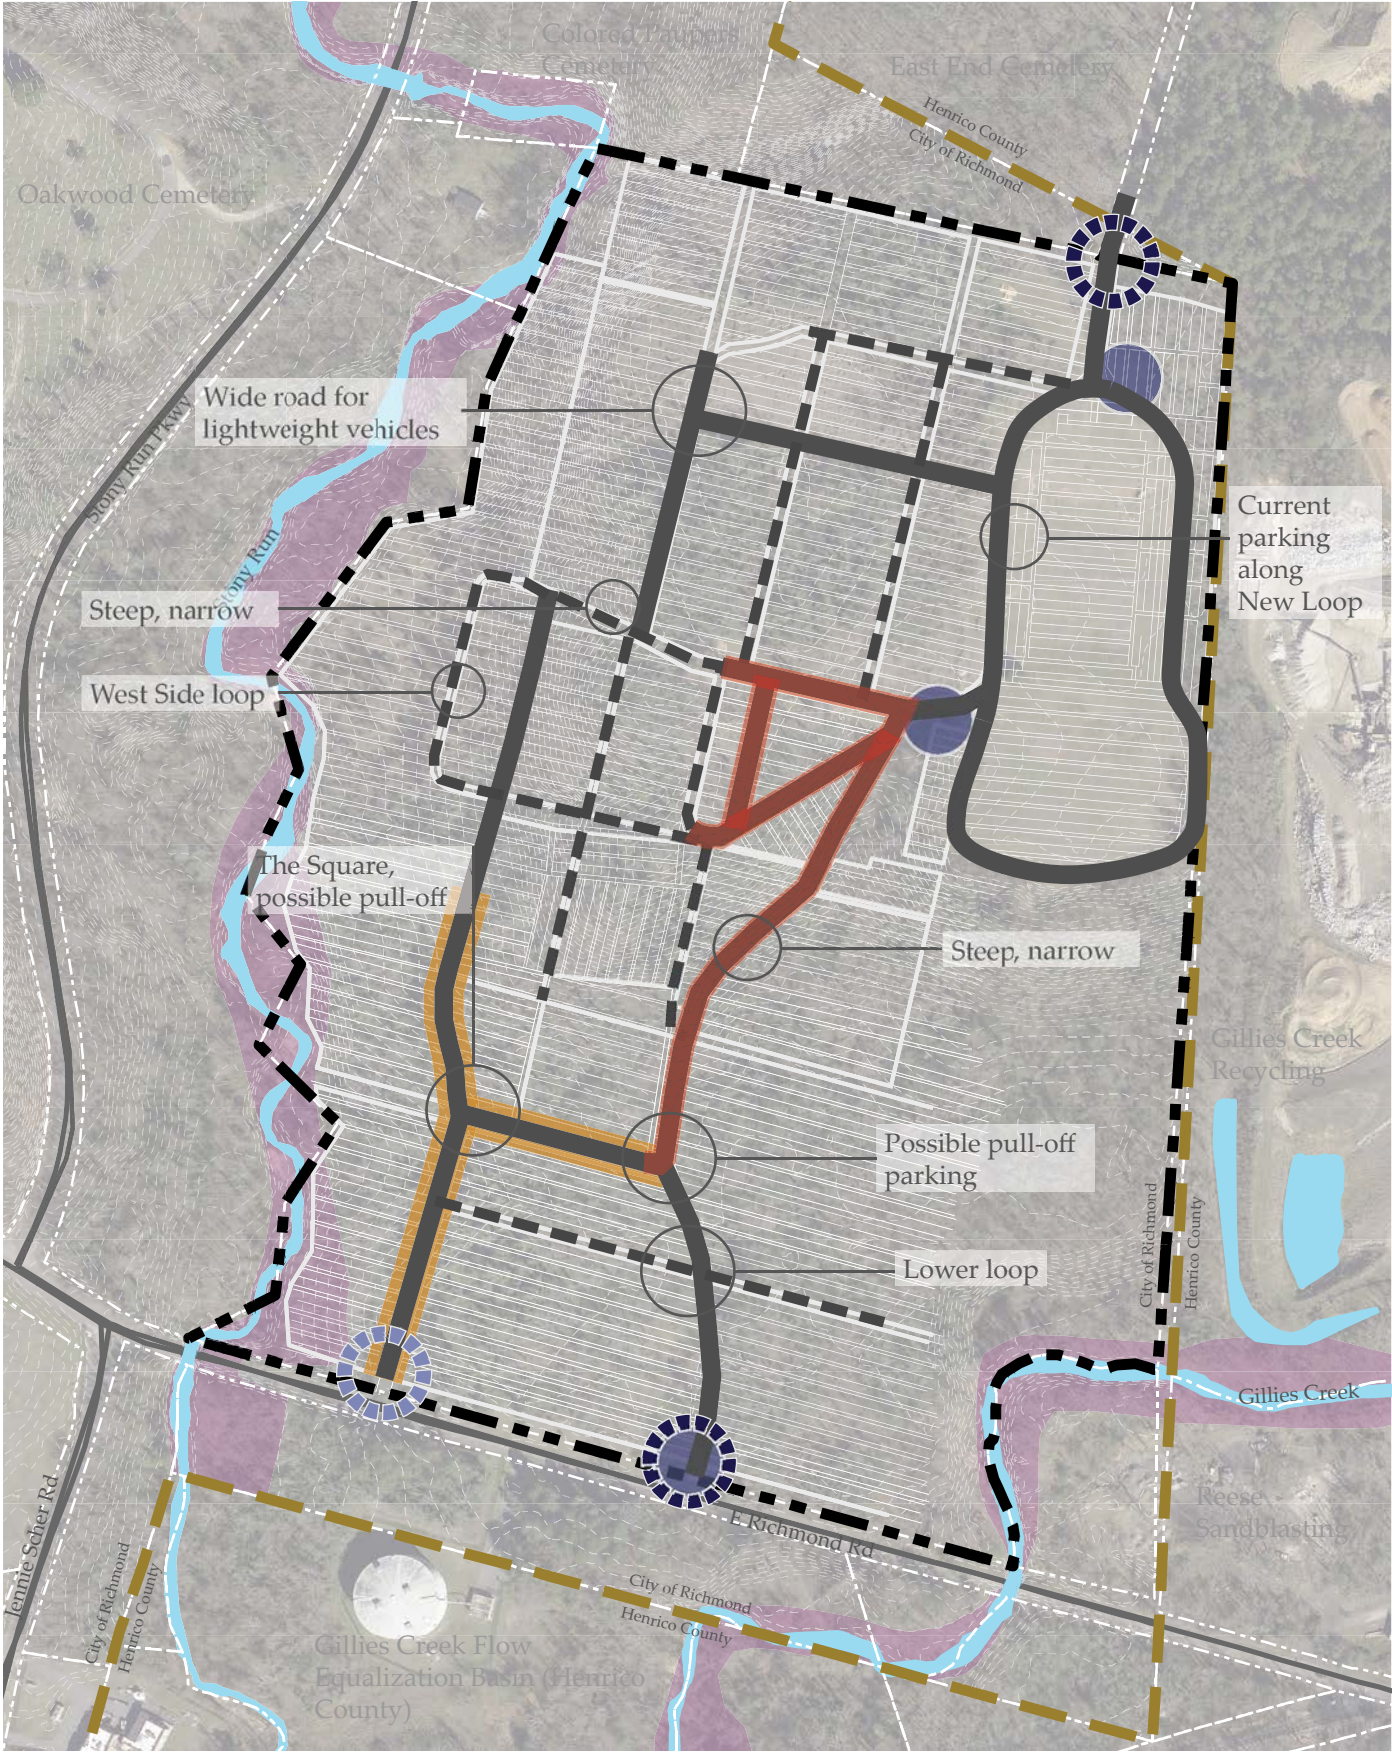 Colored Paupers
Cemetery
East End Cemetery
Henrico County
City of Richmond
Oakwood Cemetery
Wide road for
lightweight vehicles
Stony Run Pkwy
Current
parking
along
New Loop
Stony Run
Steep, narrow
West Side loop
The Square,
possible pull-off
Steep, narrow
Gillies Creek
Recycling
Possible pull-off
parking
City of Richmond
Henrico County
Lower loop
Gillies Creek
Jennie Scher Rd
Reese
Sandblasting
E Richmond Rd
City of Richmond
Henrico County
City of Richmond
Henrico County
Gillies Creek Flow
Equalization Basin (Henrico
County)